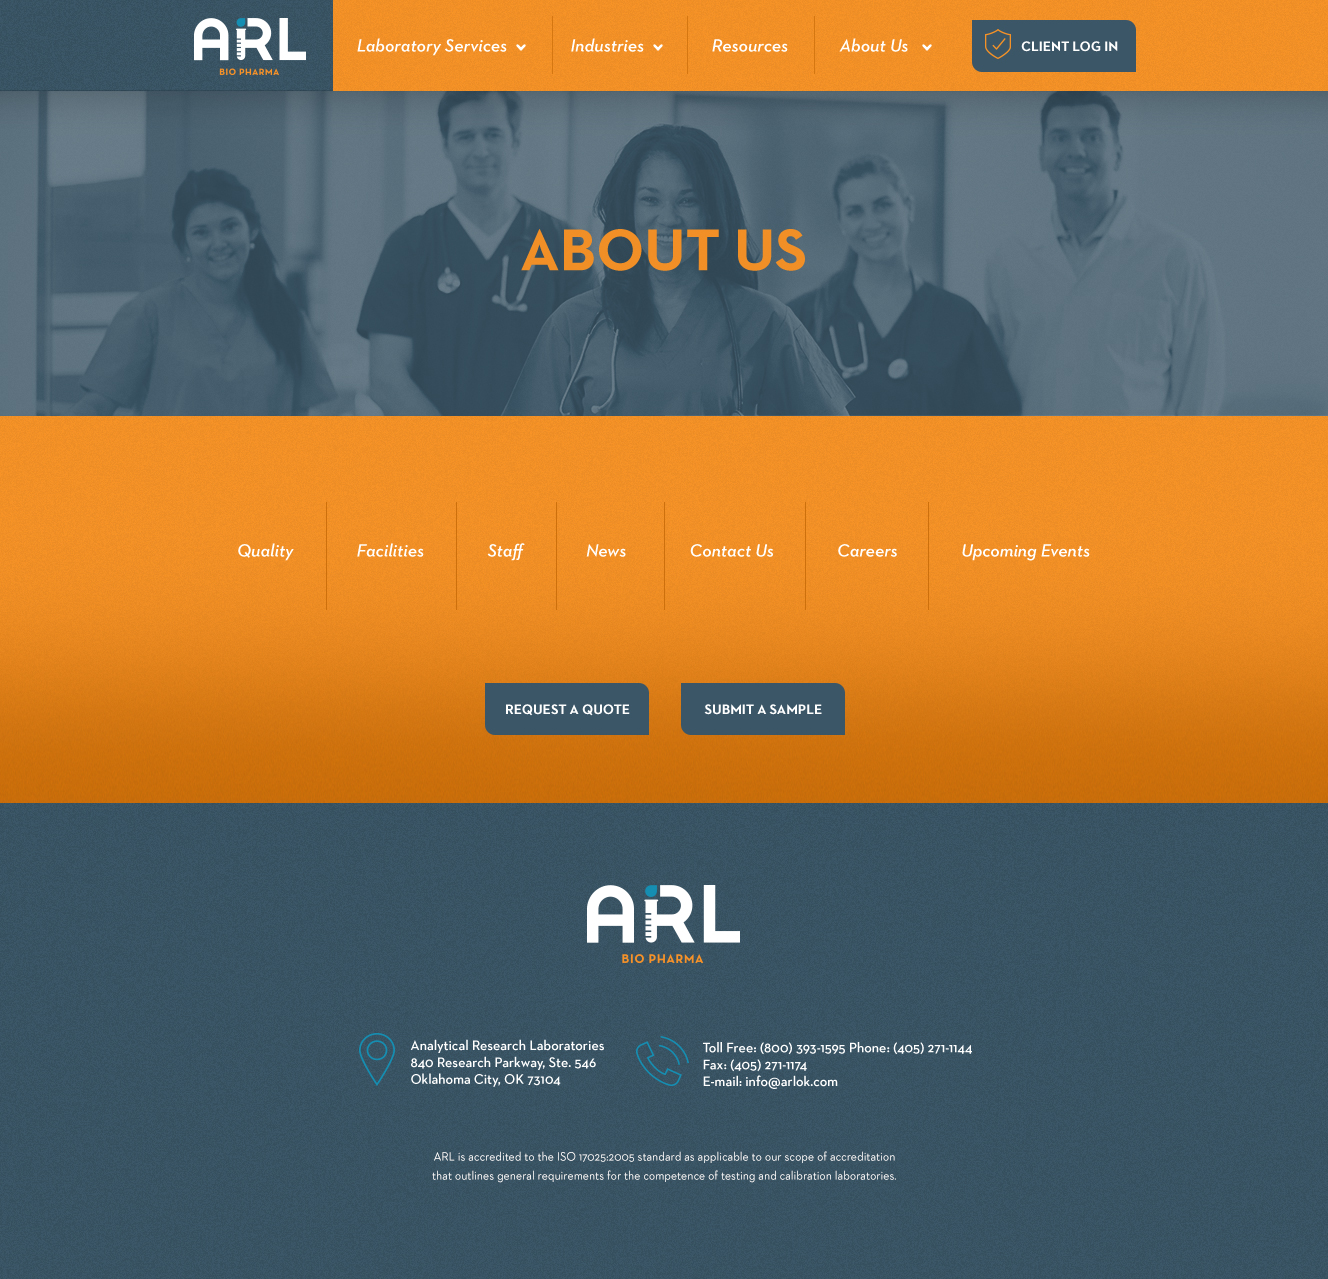 ARL
BIO PHARMA
Laboratory Services
Industries
Resources
About Us
CLIENT LOG IN
ABOUT US
Quality
Facilities
Staff
News
Contact Us
Careers
Upcoming Events
REQUEST A QUOTE
SUBMIT A SAMPLE
ARL
BIO PHARMA
Analytical Research Laboratories
840 Research Parkway, Ste. 546
Oklahoma City, OK 73104
Toll Free: (800) 393-1595 Phone: (405) 271-1144
Fax: (405) 271-1174
E-mail: info@arlok.com
ARL is accredited to the ISO 17025:2005 standard as applicable to our scope of accreditation
that outlines general requirements for the competence of testing and calibration laboratories.